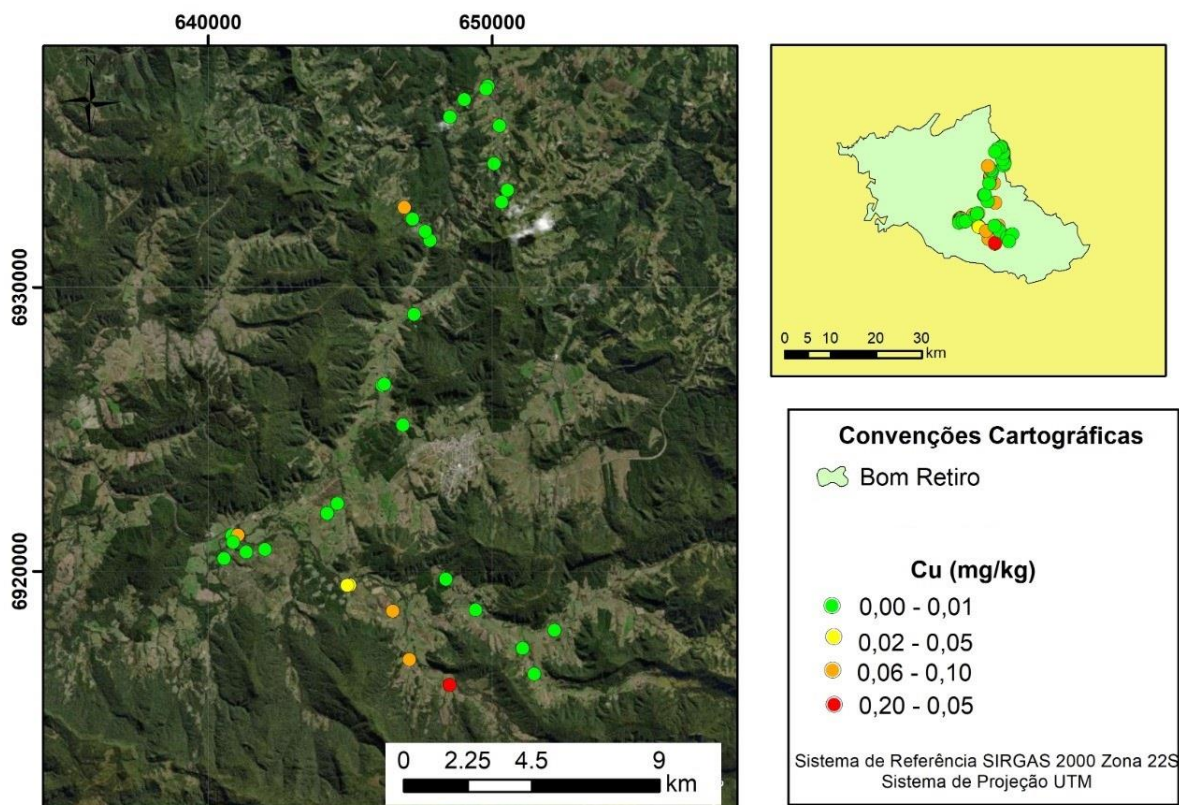 640000 650000
N
6930000
6920000
0 2.25 4.5 9
km
0 5 10 20 30
km
Convenções Cartográficas
Bom Retiro
Cu (mg/kg)
0,00 - 0,01
0,02 - 0,05
0,06 - 0,10
0,20 - 0,05
Sistema de Referência SIRGAS 2000 Zona 22S
Sistema de Projeção UTM